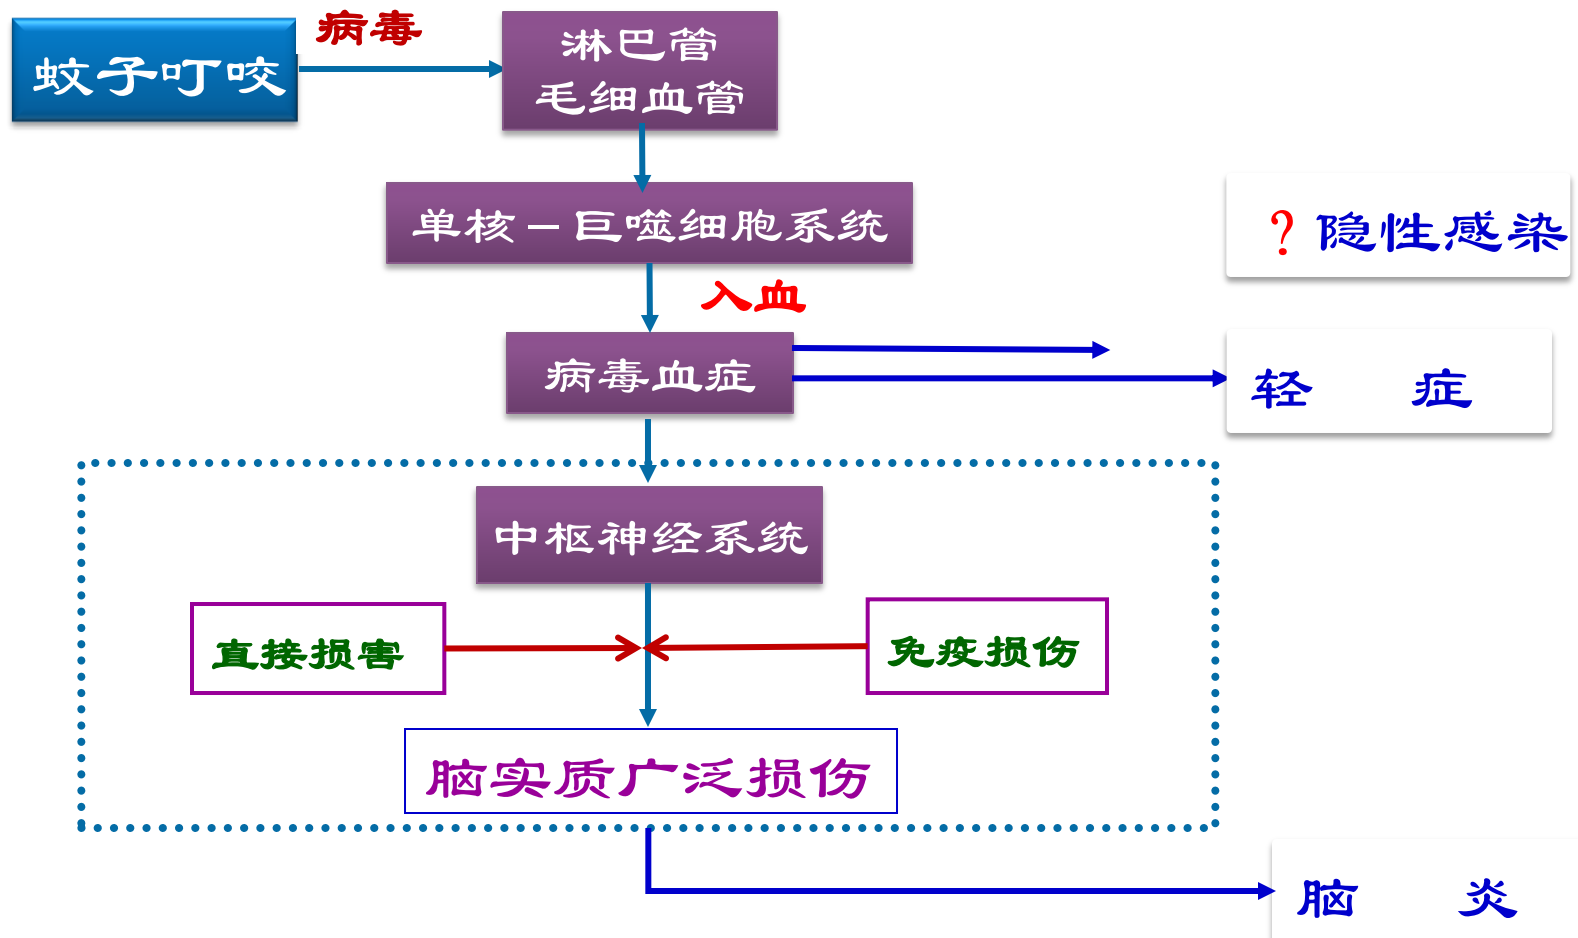 蚊子叮咬
病毒
淋巴管
毛细血管
单核－巨噬细胞系统
？隐性感染
入血
病毒血症
轻 症
中枢神经系统
直接损害
免疫损伤
脑实质广泛损伤
脑 炎